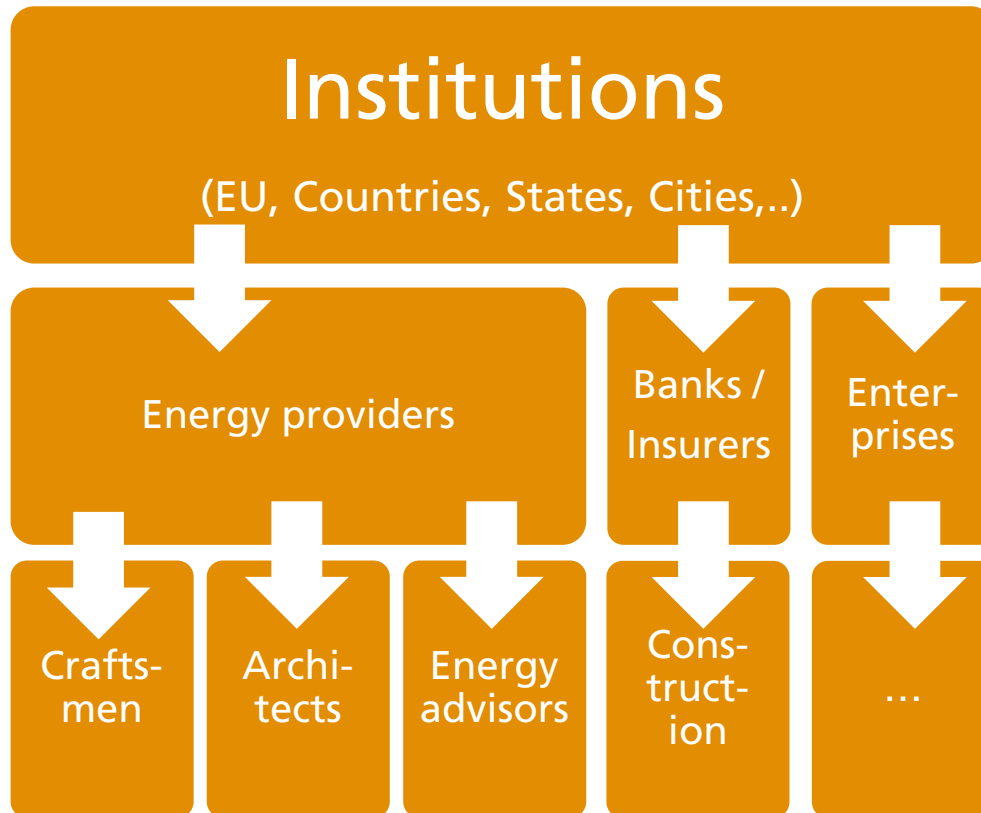 Institutions
(EU, Countries, States, Cities,..)
Energy providers
Banks /
Insurers
Enter-
prises
Crafts-
men
Archi-
tects
Energy
advisors
Cons-
truct-
ion
...